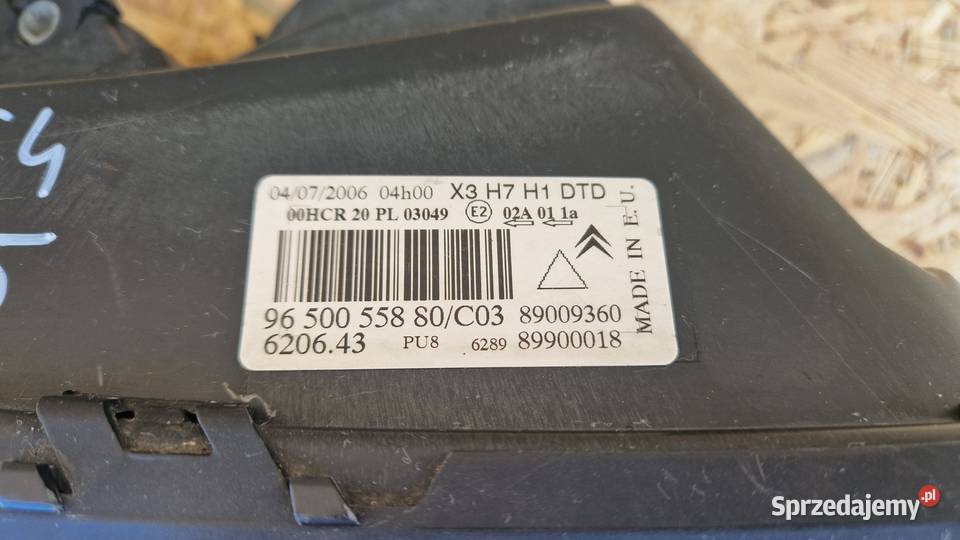 04/07/2006 04h00 X3 H7 H1 DTD
00HCR 20 PL 03049 E2 02A 01 1a
MADE IN E.U.
96 500 558 80/C03 89009360
6206.43 PU8 6289 89900018
Sprzedajemy.pl